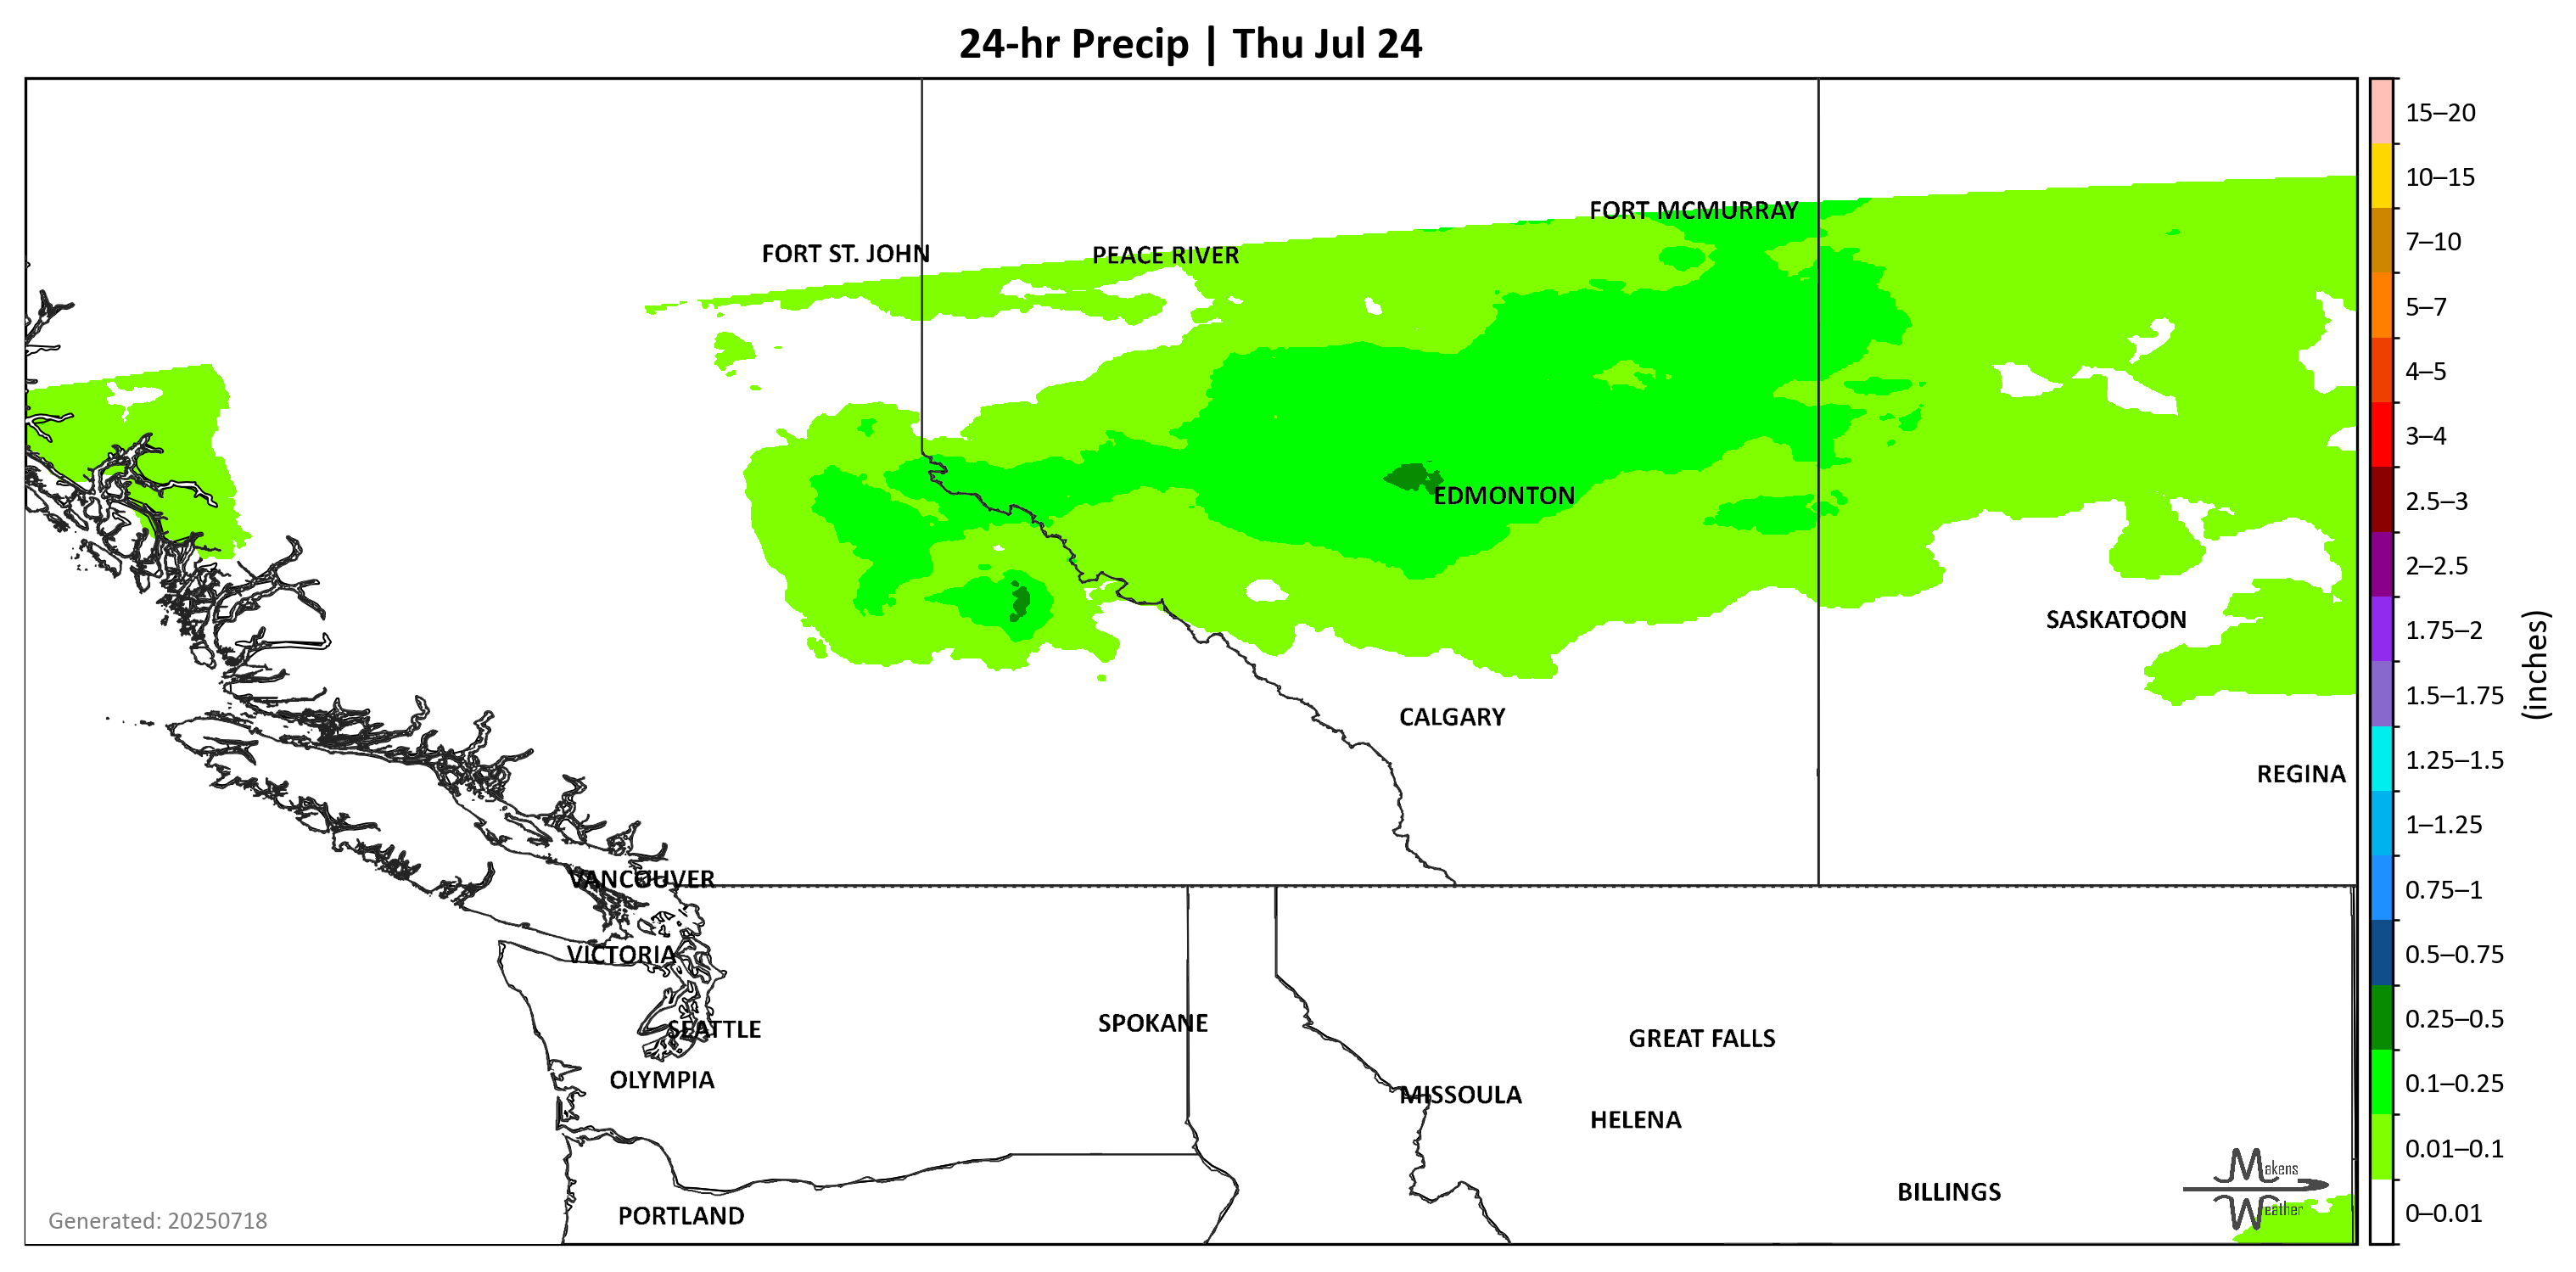 24-hr Precip | Thu Jul 24
15–20
10–15
FORT MCMURRAY
7–10
FORT ST. JOHN
PEACE RIVER
5–7
4–5
3–4
EDMONTON
2.5–3
2–2.5
SASKATOON
1.75–2
(inches)
1.5–1.75
CALGARY
1.25–1.5
REGINA
1–1.25
VANCOUVER
0.75–1
VICTORIA
0.5–0.75
SPOKANE
0.25–0.5
SEATTLE
GREAT FALLS
OLYMPIA
0.1–0.25
MISSOULA
HELENA
0.01–0.1
Makens
Weather
BILLINGS
PORTLAND
0–0.01
Generated: 20250718